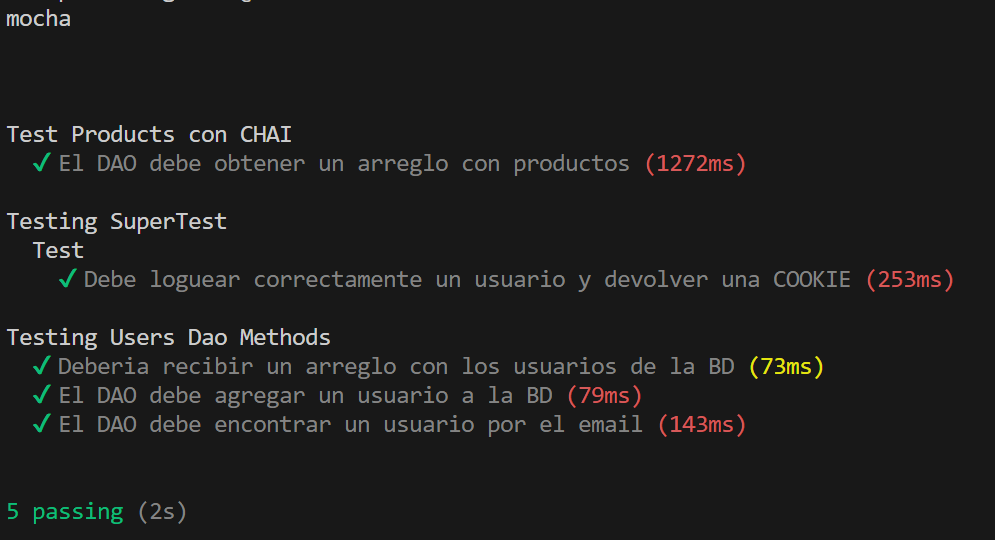 mocha
Test Products con CHAI
✓ El DAO debe obtener un arreglo con productos (1272ms)
Testing SuperTest
Test
✓ Debe loguear correctamente un usuario y devolver una COOKIE (253ms)
Testing Users Dao Methods
✓ Deberia recibir un arreglo con los usuarios de la BD (73ms)
✓ El DAO debe agregar un usuario a la BD (79ms)
✓ El DAO debe encontrar un usuario por el email (143ms)
5 passing (2s)